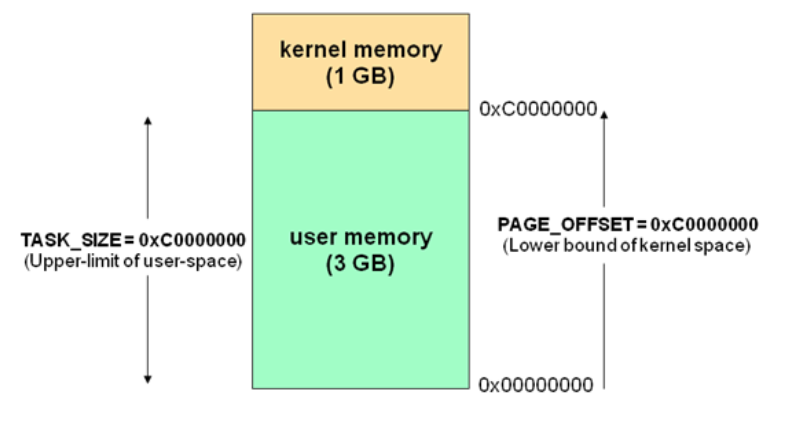 kernel memory
(1 GB)
0xC0000000
TASK_SIZE = 0xC0000000
(Upper-limit of user-space)
user memory
(3 GB)
PAGE_OFFSET = 0xC0000000
(Lower bound of kernel space)
0x00000000